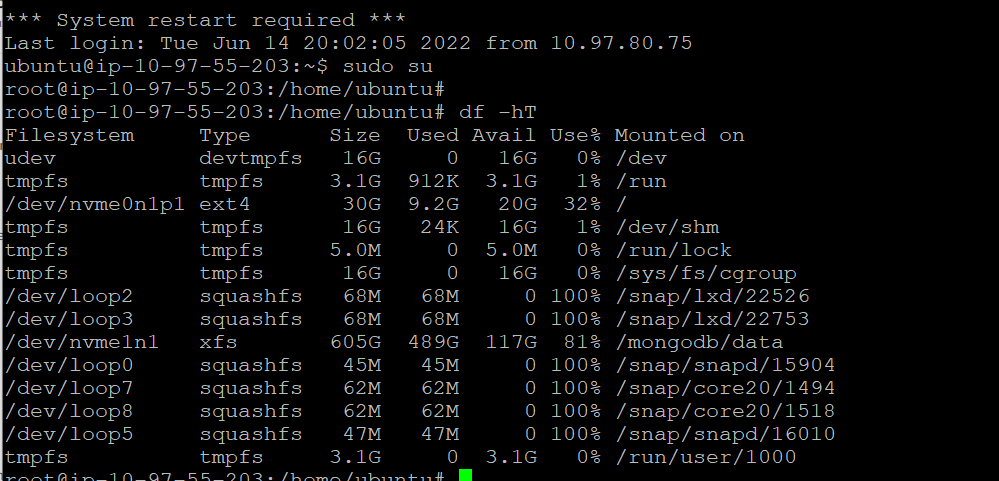 *** System restart required ***
Last login: Tue Jun 14 20:02:05 2022 from 10.97.80.75
ubuntu@ip-10-97-55-203:~$ sudo su
root@ip-10-97-55-203:/home/ubuntu#
root@ip-10-97-55-203:/home/ubuntu# df -hT
Filesystem     Type      Size  Used Avail Use% Mounted on
udev           devtmpfs   16G     0   16G   0% /dev
tmpfs          tmpfs     3.1G  912K  3.1G   1% /run
/dev/nvme0n1p1 ext4       30G  9.2G   20G  32% /
tmpfs          tmpfs      16G   24K   16G   1% /dev/shm
tmpfs          tmpfs     5.0M     0  5.0M   0% /run/lock
tmpfs          tmpfs      16G     0   16G   0% /sys/fs/cgroup
/dev/loop2     squashfs   68M   68M     0 100% /snap/lxd/22526
/dev/loop3     squashfs   68M   68M     0 100% /snap/lxd/22753
/dev/nvme1n1   xfs       605G  489G  117G  81% /mongodb/data
/dev/loop0     squashfs   45M   45M     0 100% /snap/snapd/15904
/dev/loop7     squashfs   62M   62M     0 100% /snap/core20/1494
/dev/loop8     squashfs   62M   62M     0 100% /snap/core20/1518
/dev/loop5     squashfs   47M   47M     0 100% /snap/snapd/16010
tmpfs          tmpfs     3.1G     0  3.1G   0% /run/user/1000
root@ip-10-97-55-203:/home/ubuntu#